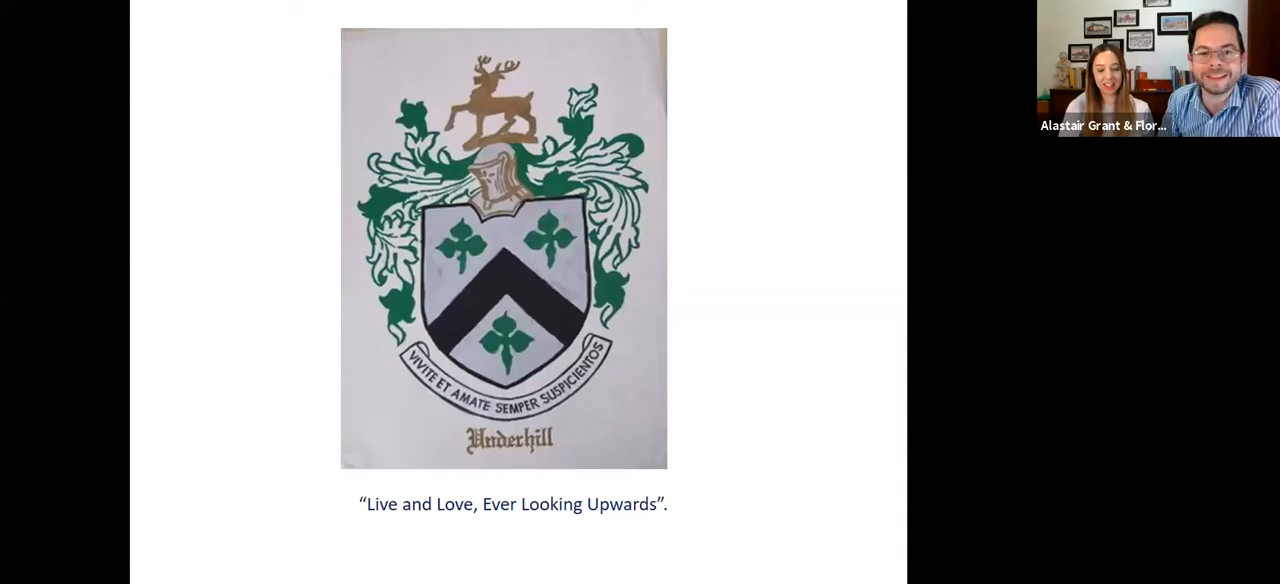 Alastair Grant & Flor...
VIVITE ET AMATE SEMPER SUSPICIENTOS
Underhill
“Live and Love, Ever Looking Upwards”.